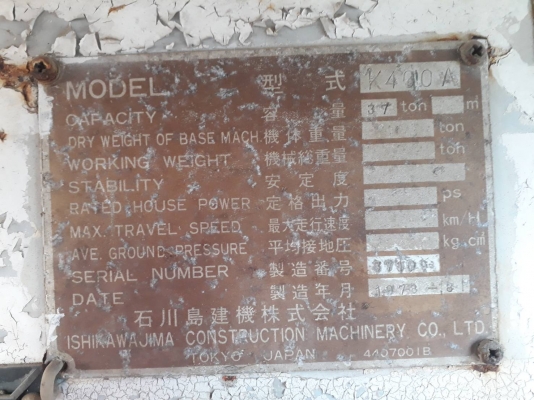 MODEL 型式 K400A
CAPACITY 容量 37 ton m
DRY WEIGHT OF BASE MACH. 機体重量 ton
WORKING WEIGHT 機械総重量 ton
STABILITY 安定度
RATED HOUSE POWER 定格出力 ps
MAX. TRAVEL SPEED 最大走行速度 km/H
AVE. GROUND PRESSURE 平均接地圧 kg.cm
SERIAL NUMBER 製造番号
DATE 製造年月 1973-8
石川島建機株式会社
ISHIKAWAJIMA CONSTRUCTION MACHINERY CO., LTD.
TOKYO JAPAN 4457001B